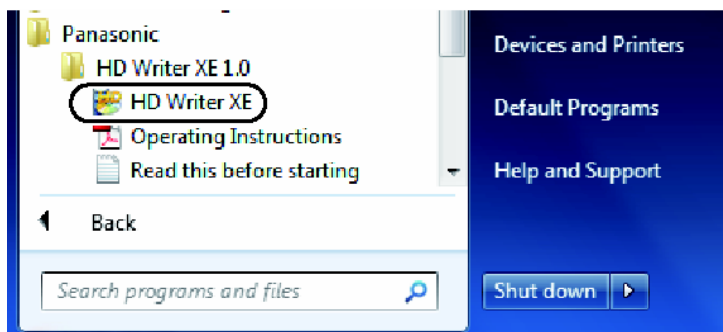 Panasonic
HD Writer XE 1.0
HD Writer XE
Operating Instructions
Read this before starting
Back
Search programs and files
Devices and Printers
Default Programs
Help and Support
Shut down